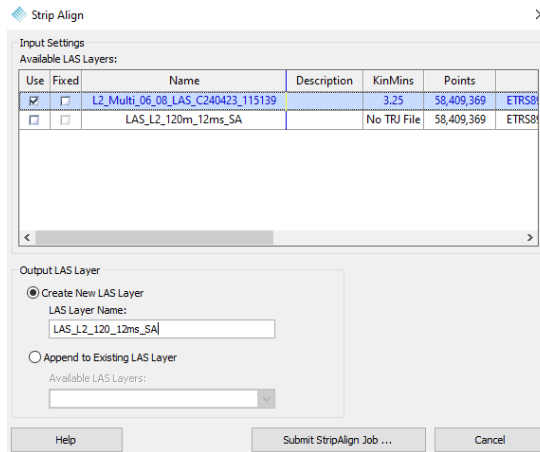 Strip Align
Input Settings
Available LAS Layers:
Use Fixed Name Description KinMins Points
L2_Multi_06_08_LAS_C240423_115139 3.25 58,409,369 ETRS8
LAS_L2_120m_12ms_SA No TRJ File 58,409,369 ETRS8
Output LAS Layer
Create New LAS Layer
LAS Layer Name:
LAS_L2_120_12ms_SA
Append to Existing LAS Layer
Available LAS Layers:
Help Submit StripAlign Job ... Cancel